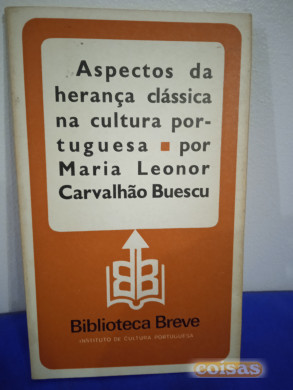 Aspectos da
herança clássica
na cultura por-
tuguesa ▪ por
Maria Leonor
Carvalhão Buescu
Biblioteca Breve
INSTITUTO DE CULTURA PORTUGUESA
coisas